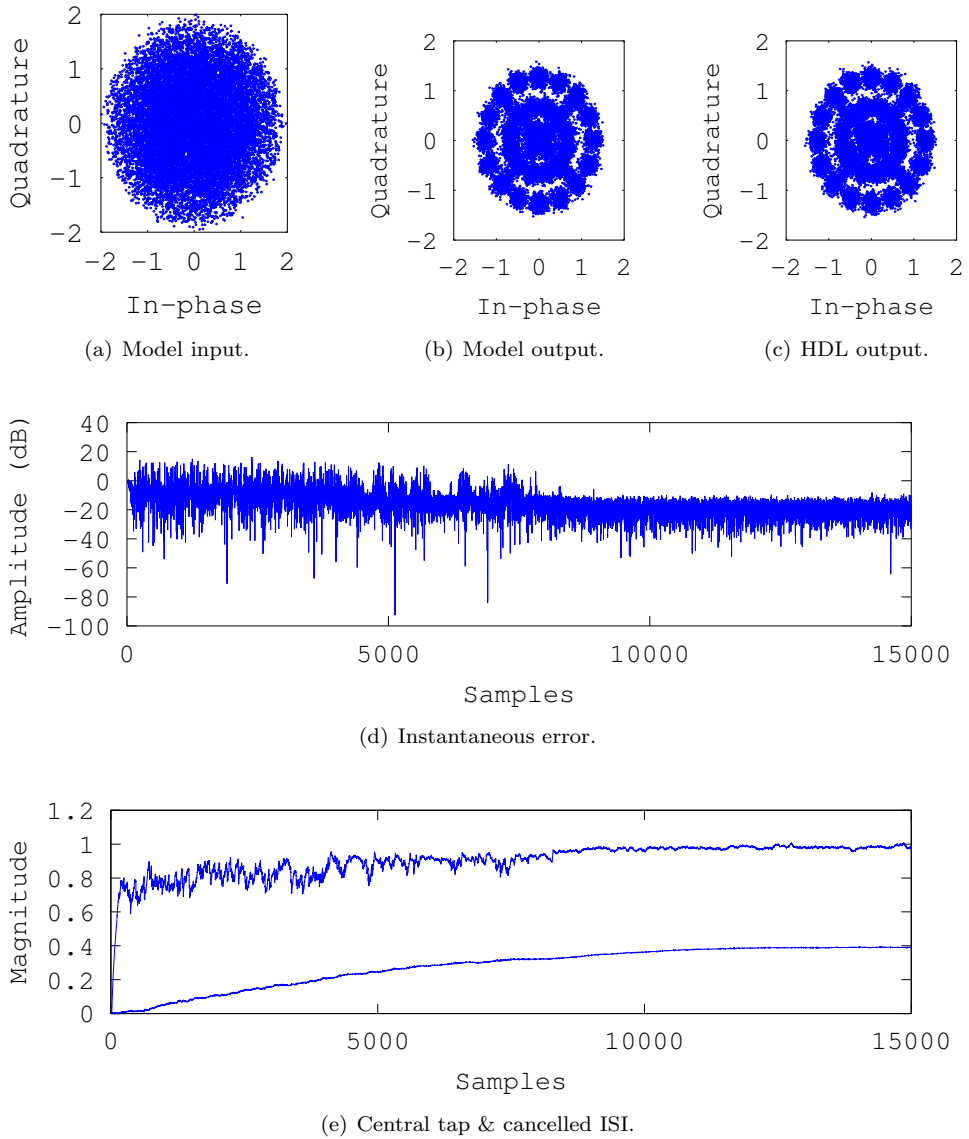 2
1
0
−1
−2
Quadrature
−2 −1 0 1 2
In−phase
(a) Model input.
2
1
0
−1
−2
Quadrature
−2 −1 0 1 2
In−phase
(b) Model output.
2
1
0
−1
−2
Quadrature
−2 −1 0 1 2
In−phase
(c) HDL output.
40
20
0
−20
−40
−60
−80
−100
Amplitude (dB)
0 5000 10000 15000
Samples
(d) Instantaneous error.
1.2
1
0.8
0.6
0.4
0.2
0
Magnitude
0 5000 10000 15000
Samples
(e) Central tap & cancelled ISI.